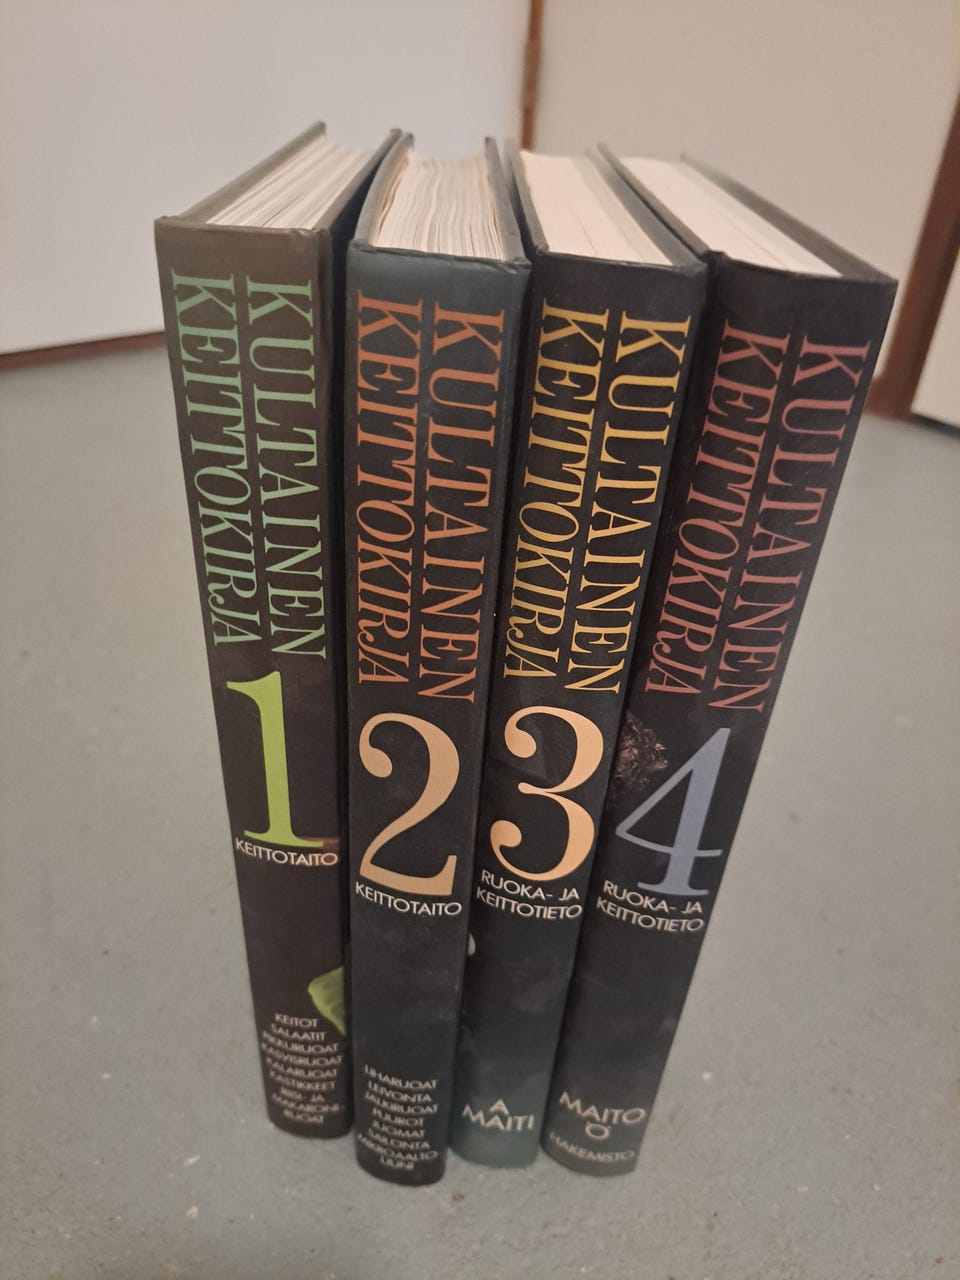 KULTAINEN
KEITTOKIRJA
1
KEITTOTAITO
KEITOT
SALAATIT
PIKKURUOAT
KASVISRUOAT
KALARUOAT
KASTIKKEET
RIISI- JA
MAKARONI-
RUOAT
KULTAINEN
KEITTOKIRJA
2
KEITTOTAITO
LIHARUOAT
LEIVONTA
JÄLKIRUOAT
PUUROT
JUOMAT
SÄILÖNTÄ
MIKROAALTO-
UUNI
KULTAINEN
KEITTOKIRJA
3
RUOKA- JA
KEITTOTIETO
A
MAITI
KULTAINEN
KEITTOKIRJA
4
RUOKA- JA
KEITTOTIETO
MAITO
Ö
HAKEMISTO